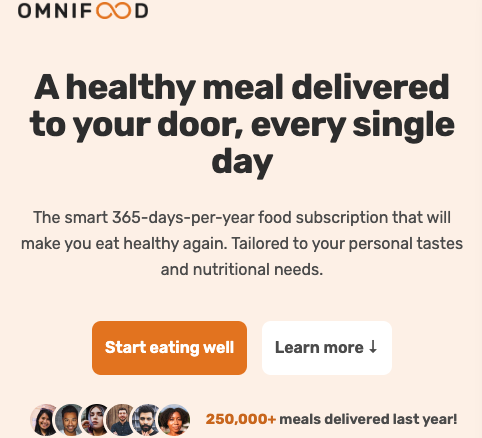 OMNIFOOD
A healthy meal delivered
to your door, every single
day
The smart 365-days-per-year food subscription that will
make you eat healthy again. Tailored to your personal tastes
and nutritional needs.
Start eating well Learn more ↓
250,000+ meals delivered last year!